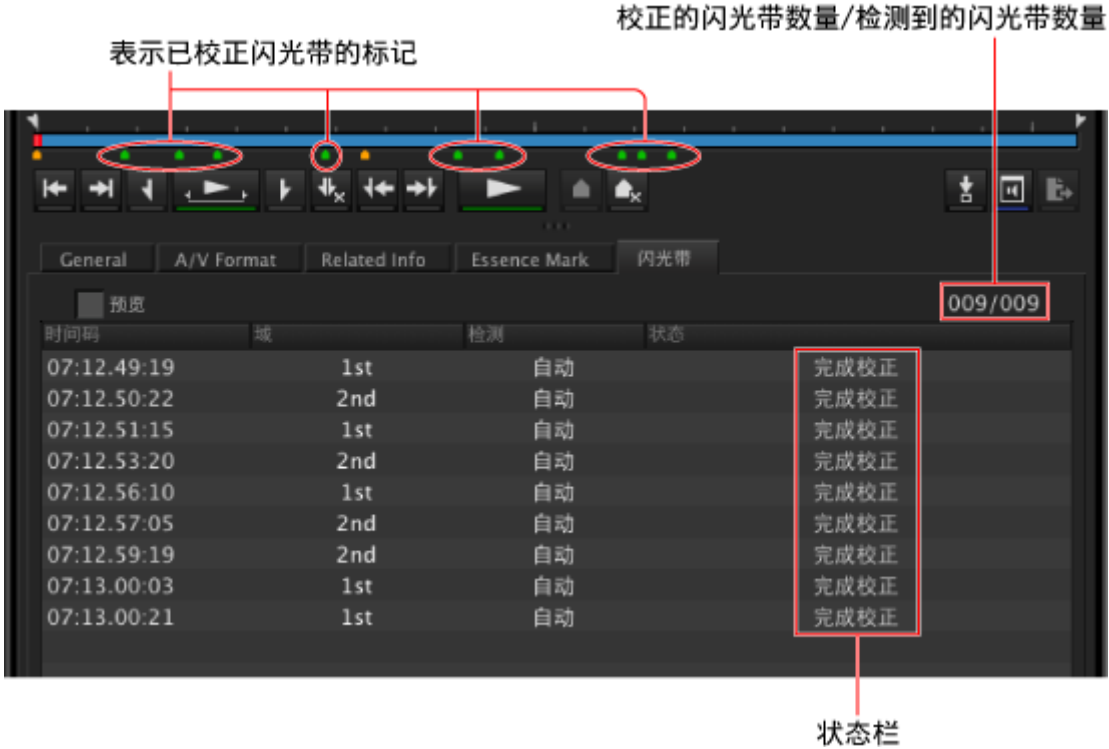 校正的闪光带数量/检测到的闪光带数量
表示已校正闪光带的标记
General A/V Format Related Info Essence Mark 闪光带
预览 009/009
时间码 域 检测 状态
07:12.49:19 1st 自动 完成校正
07:12.50:22 2nd 自动 完成校正
07:12.51:15 1st 自动 完成校正
07:12.53:20 2nd 自动 完成校正
07:12.56:10 1st 自动 完成校正
07:12.57:05 2nd 自动 完成校正
07:12.59:19 2nd 自动 完成校正
07:13.00:03 1st 自动 完成校正
07:13.00:21 1st 自动 完成校正
状态栏